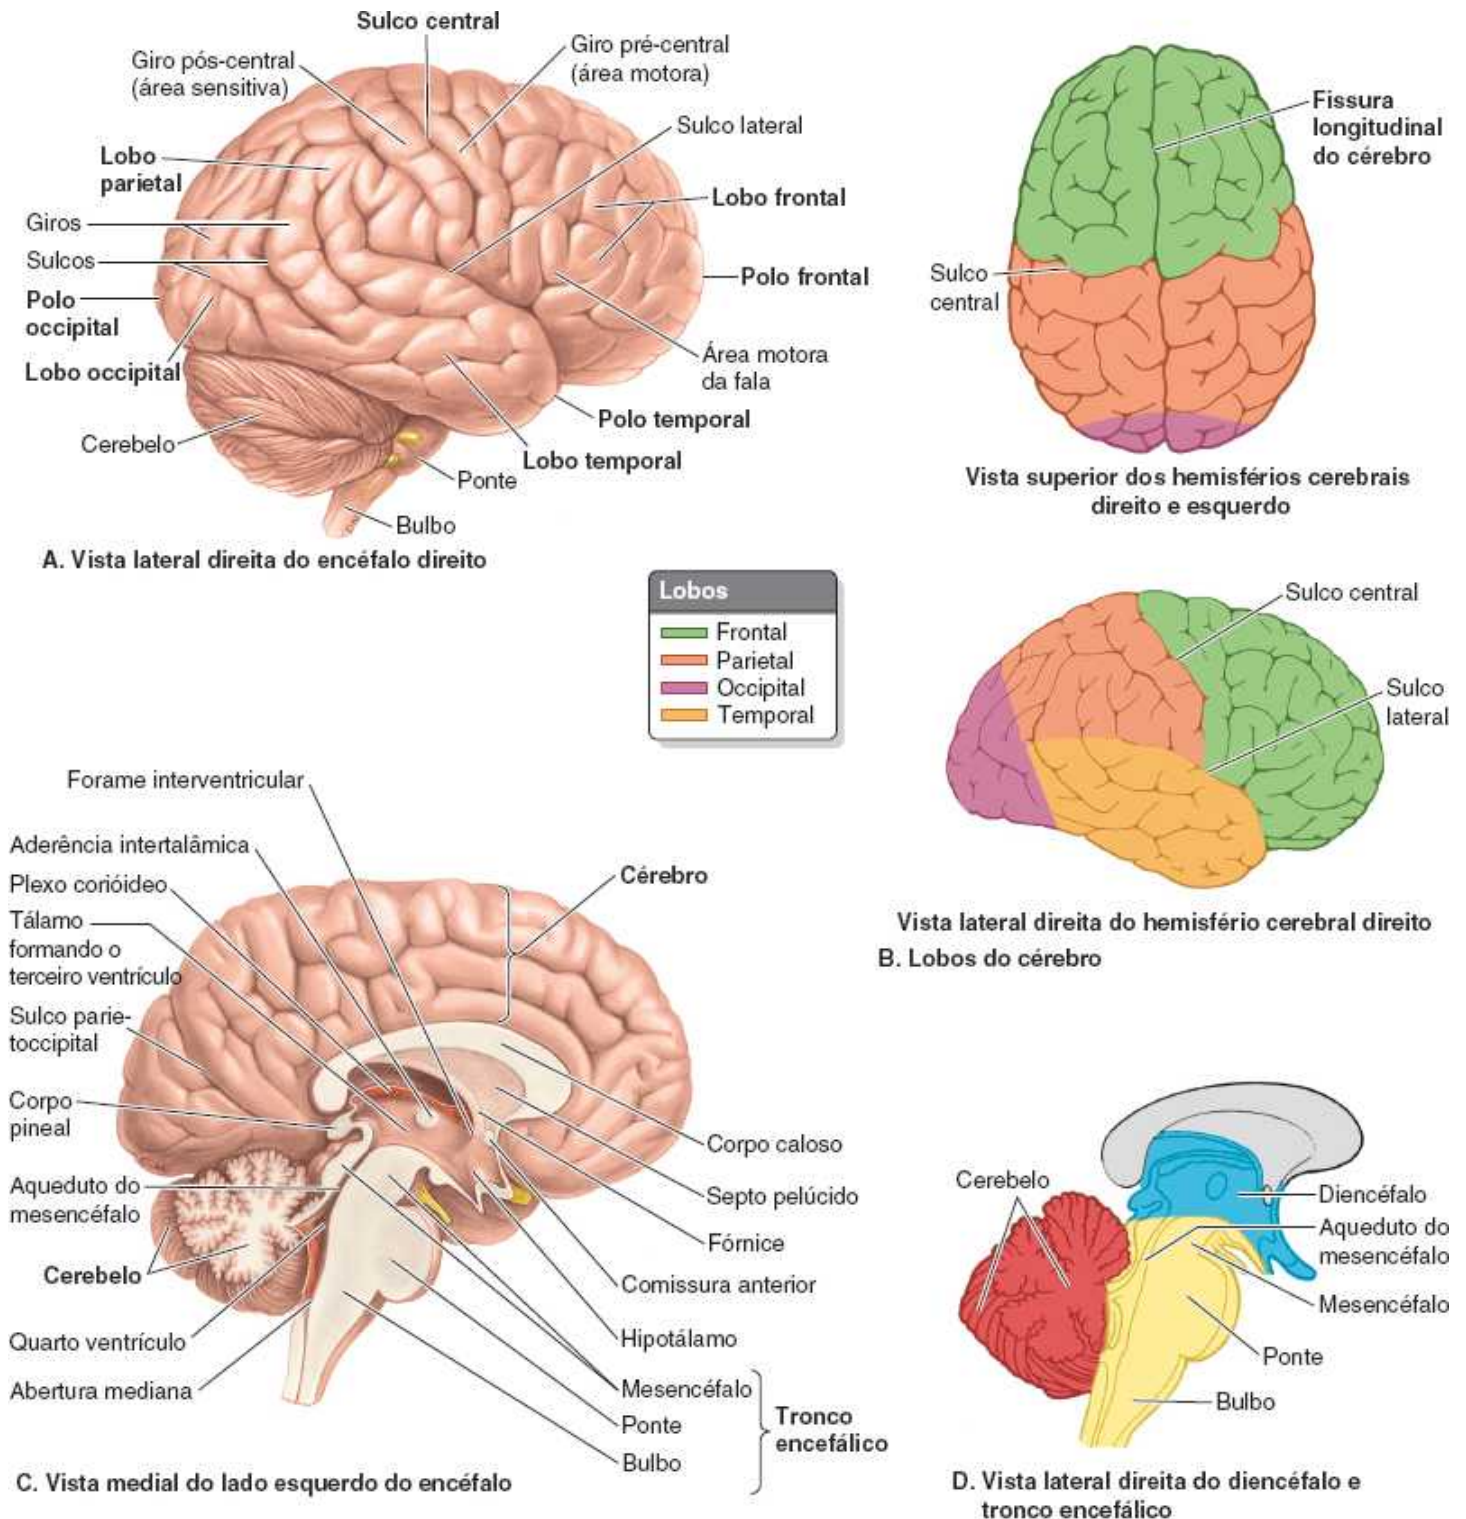 Sulco central
Giro pós-central
(área sensitiva)
Giro pré-central
(área motora)
Sulco lateral
Lobo
parietal
Lobo frontal
Giros
Sulcos
Polo frontal
Polo
occipital
Lobo occipital
Área motora
da fala
Polo temporal
Cerebelo
Lobo temporal
Ponte
Bulbo
A. Vista lateral direita do encéfalo direito
Fissura
longitudinal
do cérebro
Sulco
central
Vista superior dos hemisférios cerebrais
direito e esquerdo
Lobos
Frontal
Parietal
Occipital
Temporal
Sulco central
Sulco
lateral
Vista lateral direita do hemisfério cerebral direito
B. Lobos do cérebro
Forame interventricular
Aderência intertalâmica
Plexo corióideo
Tálamo
formando o
terceiro ventrículo
Sulco parie-
toccipital
Corpo
pineal
Aqueduto do
mesencéfalo
Cerebelo
Quarto ventrículo
Abertura mediana
Cérebro
Corpo caloso
Septo pelúcido
Fórnice
Comissura anterior
Hipotálamo
Mesencéfalo
Ponte
Bulbo
Tronco
encefálico
C. Vista medial do lado esquerdo do encéfalo
Cerebelo
Diencéfalo
Aqueduto do
mesencéfalo
Mesencéfalo
Ponte
Bulbo
D. Vista lateral direita do diencéfalo e
tronco encefálico